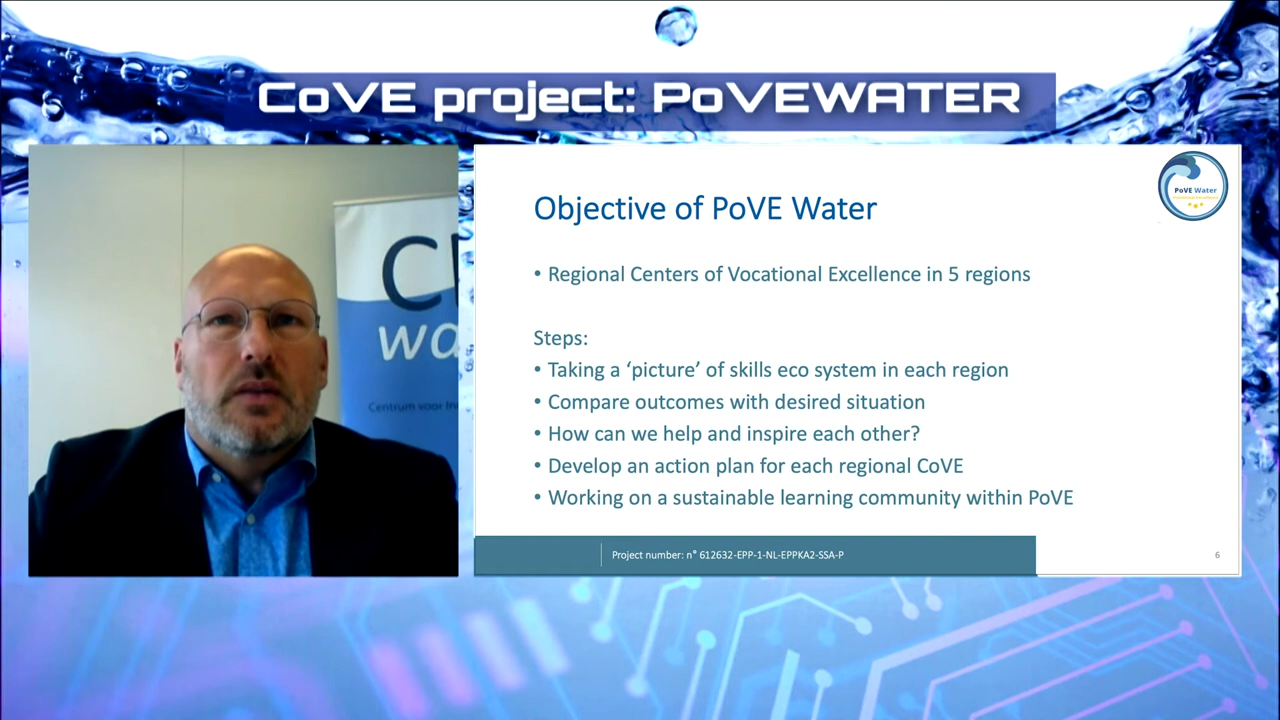 CoVE project: PoVEWATER
Objective of PoVE Water
PoVE Water
• Regional Centers of Vocational Excellence in 5 regions
Steps:
• Taking a ‘picture’ of skills eco system in each region
• Compare outcomes with desired situation
• How can we help and inspire each other?
• Develop an action plan for each regional CoVE
• Working on a sustainable learning community within PoVE
Project number: n° 612632-EPP-1-NL-EPPKA2-SSA-P
6
wa
Centrum voor